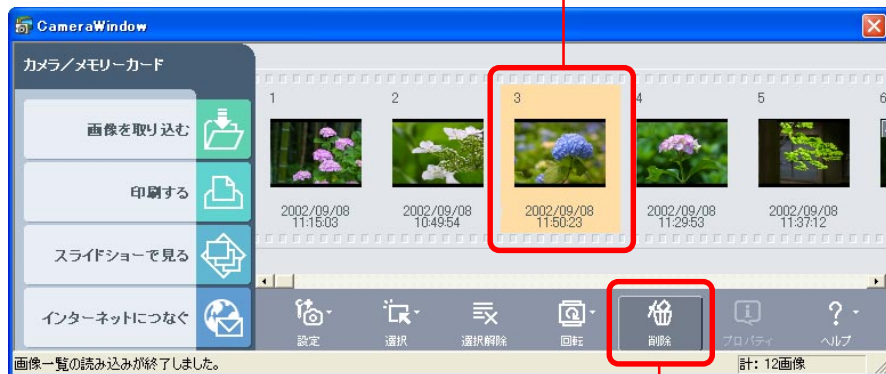 CameraWindow
カメラ／メモリーカード
画像を取り込む
印刷する
スライドショーで見る
インターネットにつなぐ
1 2 3 4 5 6
2002/09/08 2002/09/08 2002/09/08 2002/09/08 2002/09/08
11:15:03 10:49:54 11:50:23 11:29:53 11:37:12
設定 選択 選択解除 回転 削除 プロパティ ヘルプ
画像一覧の読み込みが終了しました。 計: 12画像